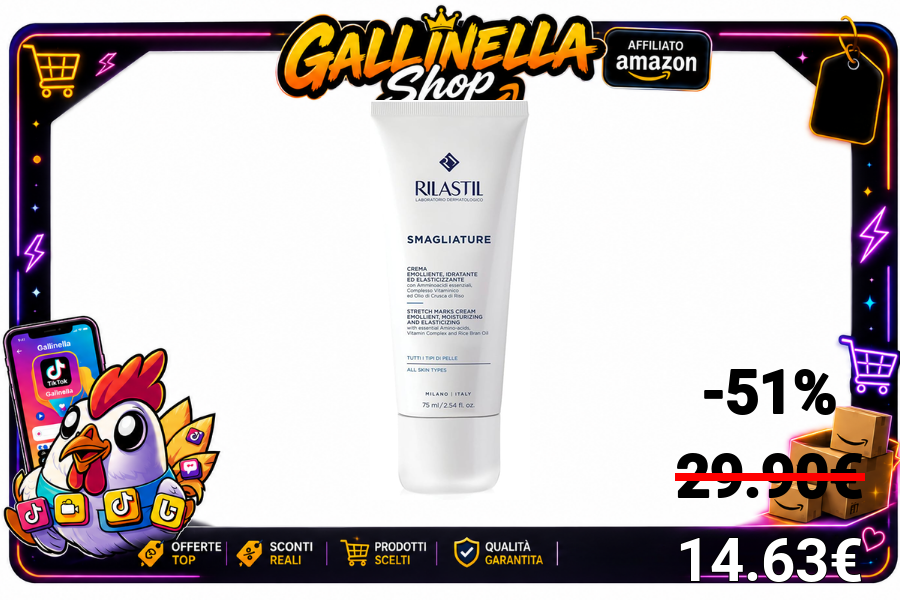 GALLINELLA
Shop
AFFILIATO
amazon
RILASTIL
LABORATORIO DERMATOLOGICO
SMAGLIATURE
CREMA
EMOLLIENTE, IDRATANTE
ED ELASTICIZZANTE
con Amminoacidi essenziali,
Complesso Vitaminico
ed Olio di Crusca di Riso
STRETCH MARKS CREAM
EMOLLIENT, MOISTURIZING
AND ELASTICIZING
with essential Amino-acids,
Vitamin Complex and Rice Bran Oil
TUTTI I TIPI DI PELLE
ALL SKIN TYPES
MILANO | ITALY
75 ml/2.54 fl. oz.
Gallinella
TikTok
Gallinella
-51%
29.90€
14.63€
OFFERTE
TOP
SCONTI
REALI
PRODOTTI
SCELTI
QUALITÀ
GARANTITA